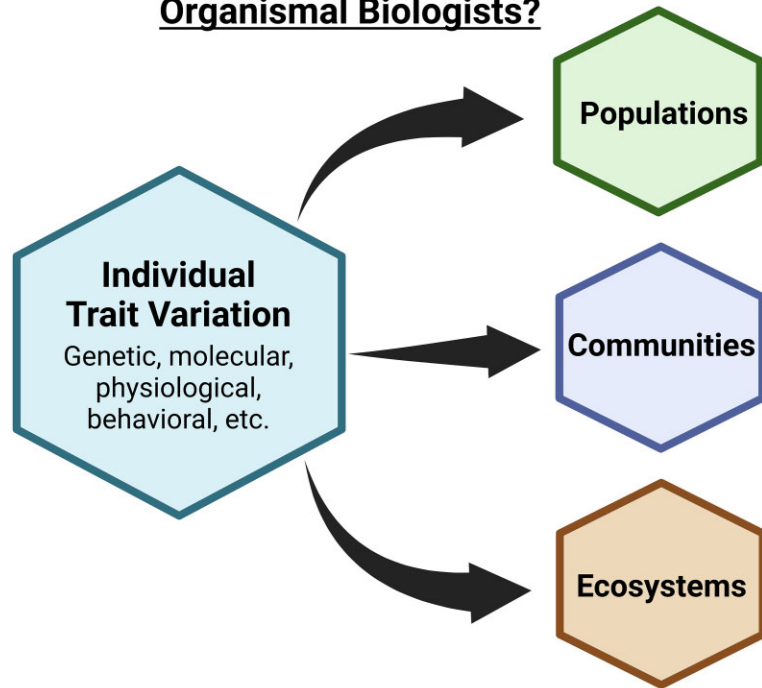 Organismal Biologists?
Populations
Individual
Trait Variation
Genetic, molecular,
physiological,
behavioral, etc.
Communities
Ecosystems